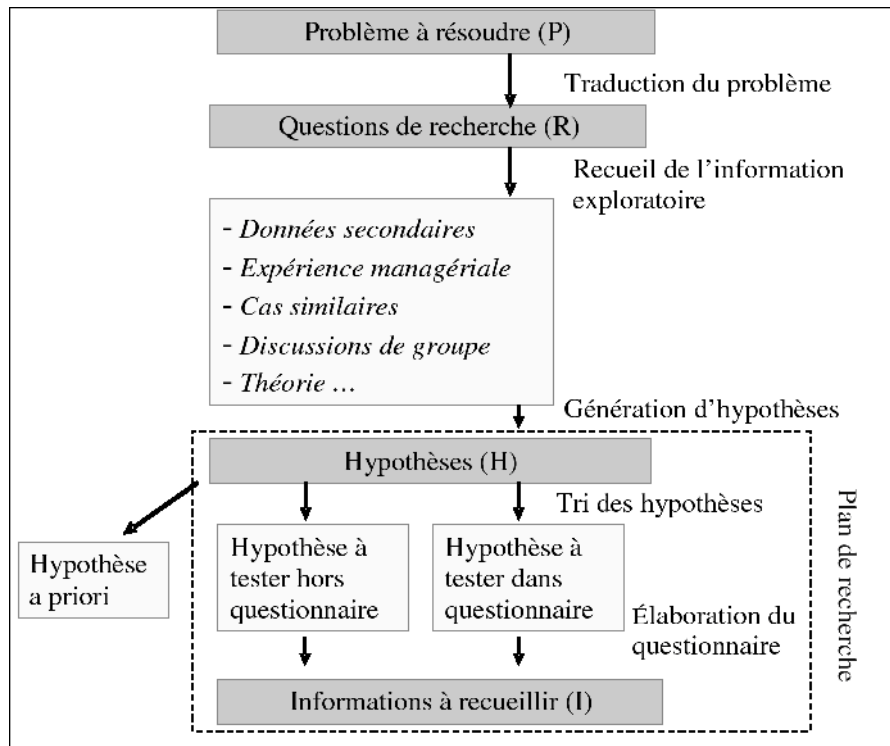 Problème à résoudre (P)
Traduction du problème
Questions de recherche (R)
Recueil de l'information
exploratoire
- Données secondaires
- Expérience managériale
- Cas similaires
- Discussions de groupe
- Théorie ...
Génération d'hypothèses
Hypothèses (H)
Tri des hypothèses
Hypothèse
a priori
Hypothèse à
tester hors
questionnaire
Hypothèse à
tester dans
questionnaire
Élaboration du
questionnaire
Informations à recueillir (I)
Plan de recherche